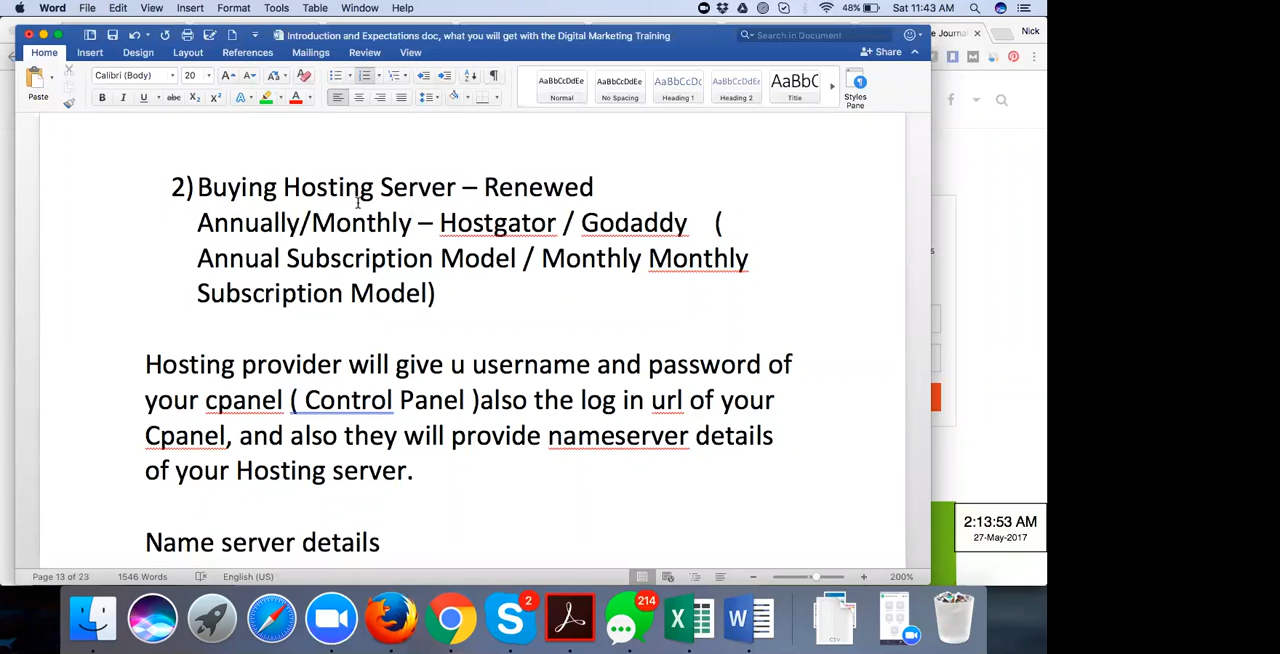 Word File Edit View Insert Format Tools Table Window Help 48% Sat 11:43 AM
Introduction and Expectations doc, what you will get with the Digital Marketing Training Search in Document Journal Nick
Home Insert Design Layout References Mailings Review View Share
Calibri (Body) 20 AaBbCcDdEe AaBbCcDdEe AaBbCcDc AaBbCcDdEe AaBbC
Paste B I U abc X2 X2 A A Normal No Spacing Heading 1 Heading 2 Title Styles Pane
2) Buying Hosting Server – Renewed
Annually/Monthly – Hostgator / Godaddy (
Annual Subscription Model / Monthly Monthly
Subscription Model)
Hosting provider will give u username and password of
your cpanel ( Control Panel )also the log in url of your
Cpanel, and also they will provide nameserver details
of your Hosting server.
Name server details
2:13:53 AM
27-May-2017
Page 13 of 23 1546 Words English (US) 200%
2 214
CSV